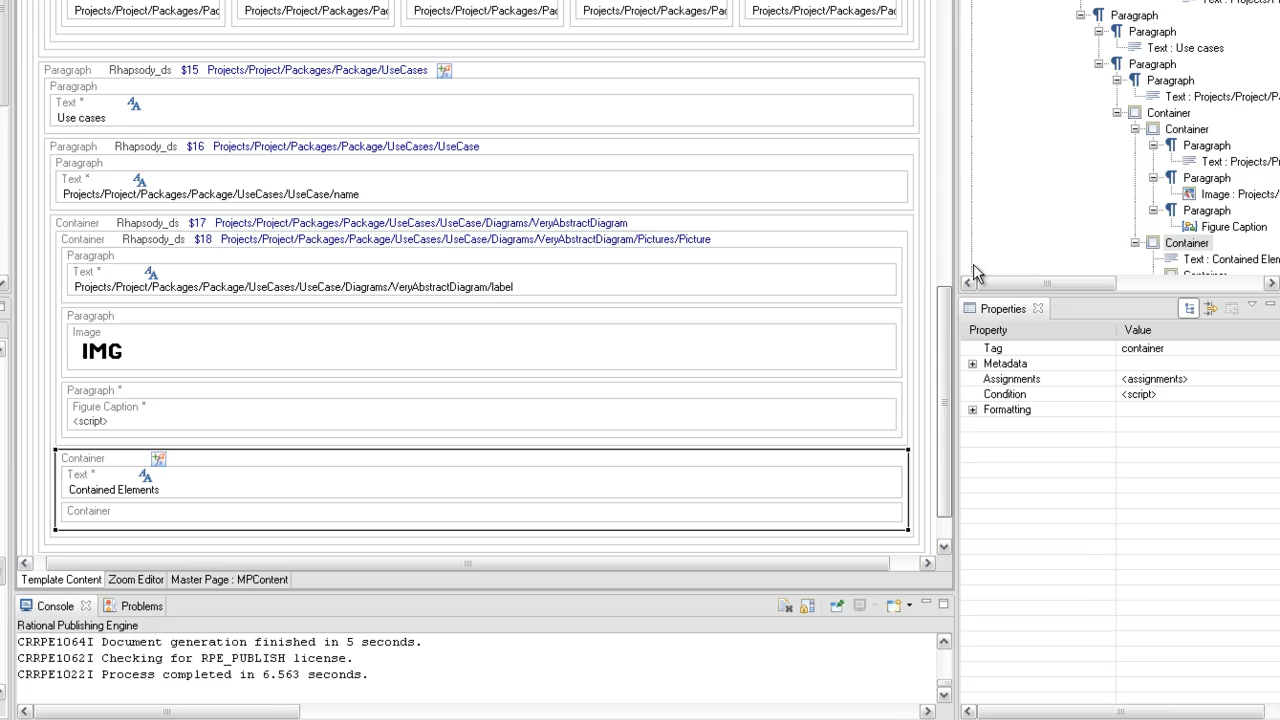 Projects/Project/Packages/Pac Projects/Project/Packages/Pac Projects/Project/Packages/Pac Projects/Project/Packages/Pac Projects/Project/Packages/Pac
Paragraph Rhapsody_ds $15 Projects/Project/Packages/Package/UseCases
Paragraph
Text *
Use cases
Paragraph Rhapsody_ds $16 Projects/Project/Packages/Package/UseCases/UseCase
Paragraph
Text *
Projects/Project/Packages/Package/UseCases/UseCase/name
Container Rhapsody_ds $17 Projects/Project/Packages/Package/UseCases/UseCase/Diagrams/VeryAbstractDiagram
Container Rhapsody_ds $18 Projects/Project/Packages/Package/UseCases/UseCase/Diagrams/VeryAbstractDiagram/Pictures/Picture
Paragraph
Text *
Projects/Project/Packages/Package/UseCases/UseCase/Diagrams/VeryAbstractDiagram/label
Paragraph
Image
IMG
Paragraph *
Figure Caption *
<script>
Container
Text *
Contained Elements
Container
Template Content Zoom Editor Master Page : MPContent
Console Problems
Rational Publishing Engine
CRRPE1064I Document generation finished in 5 seconds.
CRRPE1062I Checking for RPE_PUBLISH license.
CRRPE1022I Process completed in 6.563 seconds.
Paragraph
Paragraph
Text : Use cases
Paragraph
Paragraph
Text : Projects/Project/P
Container
Container
Paragraph
Text : Projects/P
Paragraph
Image : Projects/
Paragraph
Figure Caption
Container
Text : Contained Elem
Properties
Property Value
Tag container
Metadata
Assignments <assignments>
Condition <script>
Formatting